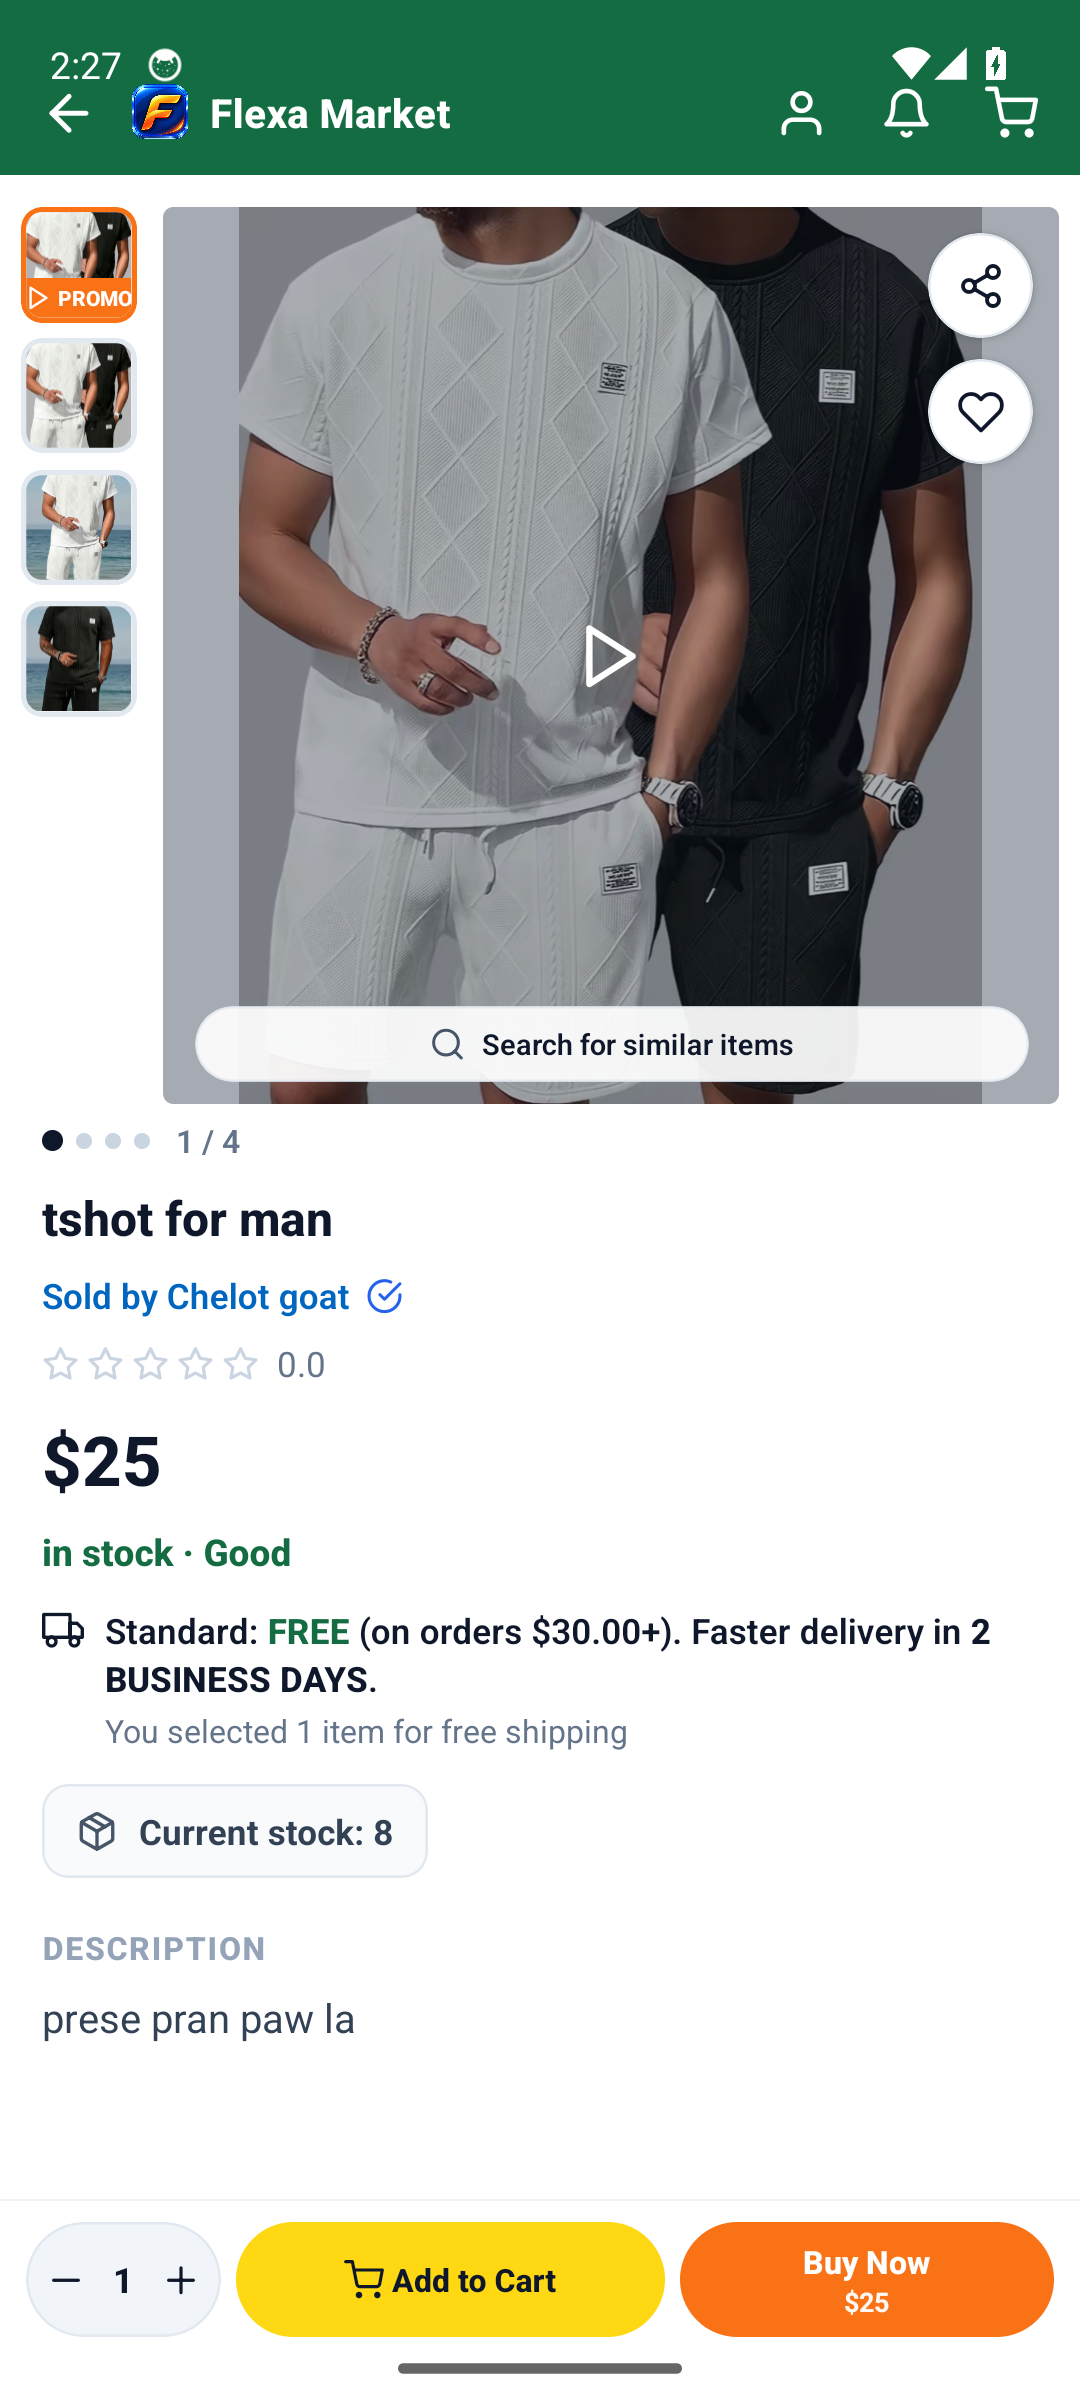 2:27
Flexa Market
PROMO
Search for similar items
1 / 4
tshot for man
Sold by Chelot goat
0.0
$25
in stock · Good
Standard: FREE (on orders $30.00+). Faster delivery in 2
BUSINESS DAYS.
You selected 1 item for free shipping
Current stock: 8
DESCRIPTION
prese pran paw la
1
Add to Cart
Buy Now
$25